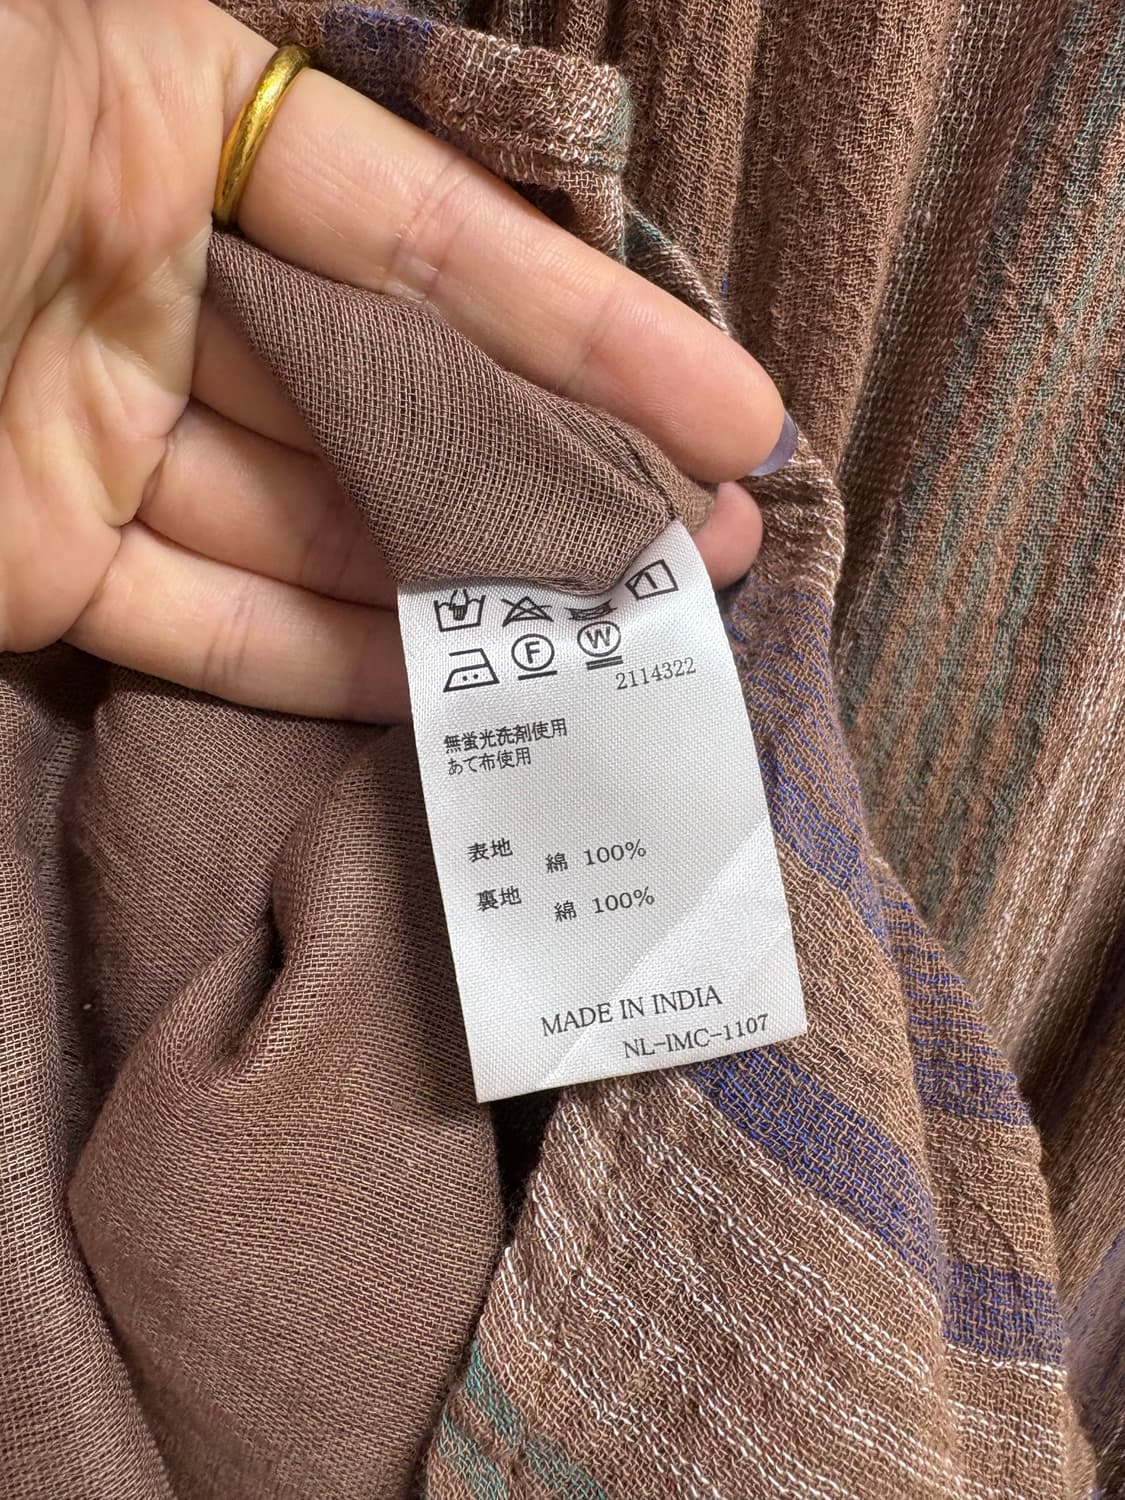 F W
2114322
無蛍光洗剤使用
あて布使用
表地 綿 100%
裏地 綿 100%
MADE IN INDIA
NL-IMC-1107